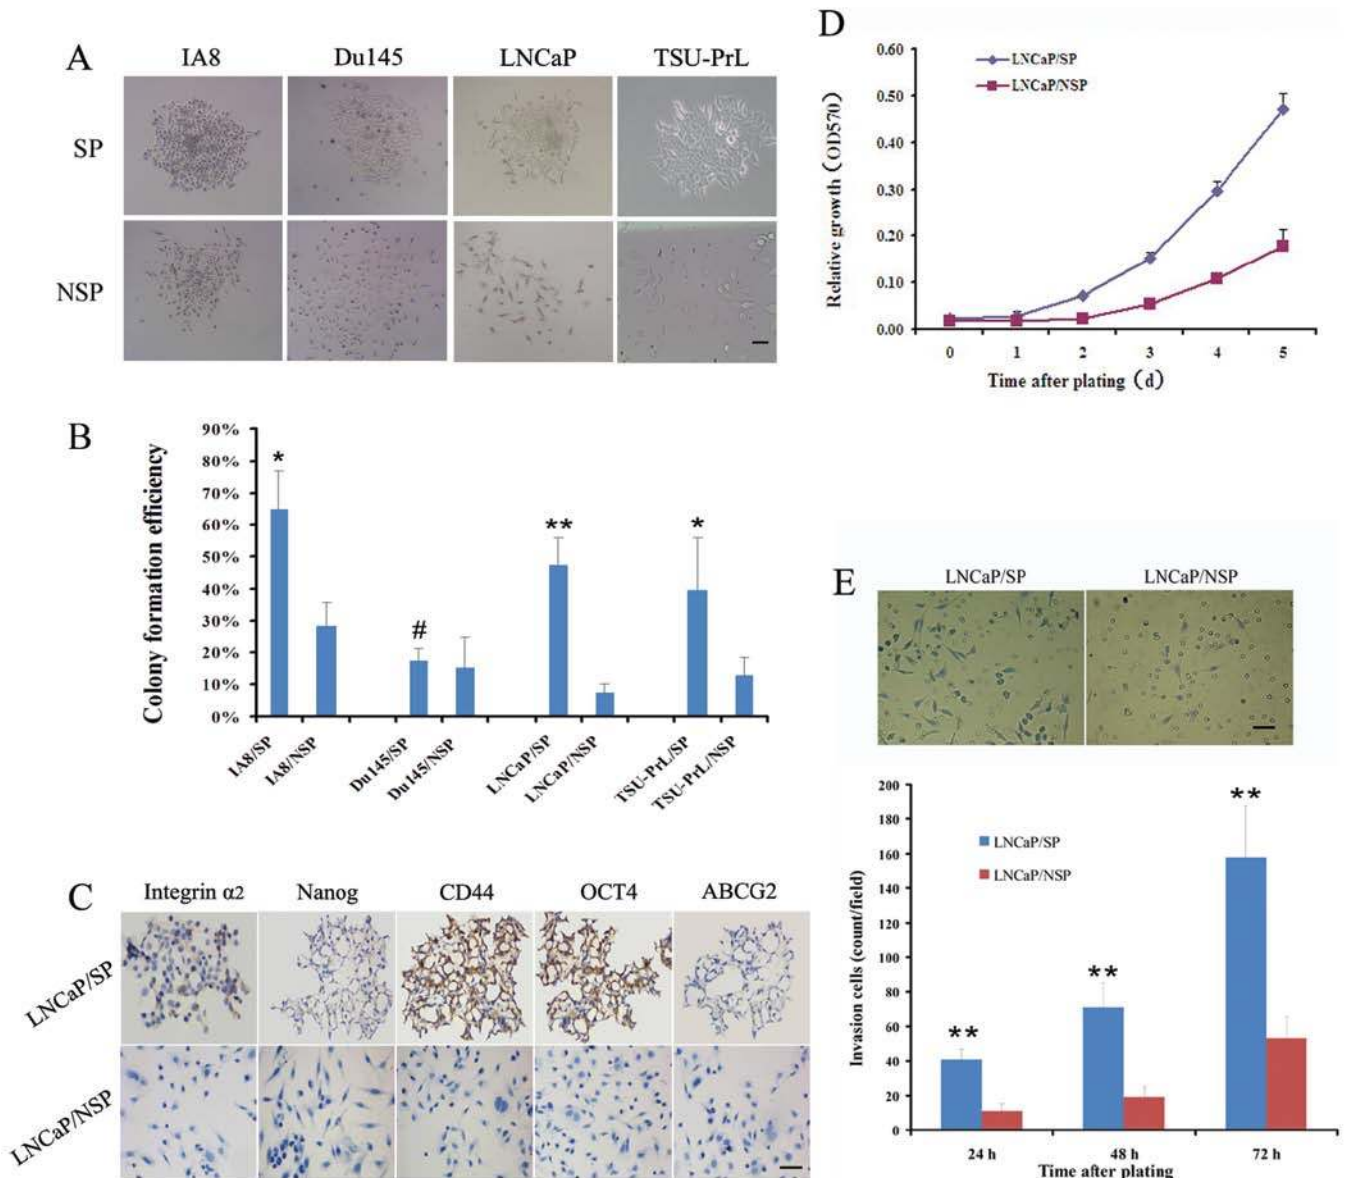 A
IA8 Du145 LNCaP TSU-PrL
SP
NSP
B
Colony formation efficiency
90%
80%
70%
60%
50%
40%
30%
20%
10%
0%
* # ** *
IA8/SP IA8/NSP Du145/SP Du145/NSP LNCaP/SP LNCaP/NSP TSU-PrL/SP TSU-PrL/NSP
C
Integrin α2 Nanog CD44 OCT4 ABCG2
LNCaP/SP
LNCaP/NSP
D
LNCaP/SP
LNCaP/NSP
Relative growth (OD570)
0.60
0.50
0.40
0.30
0.20
0.10
0.00
0 1 2 3 4 5
Time after plating (d)
E
LNCaP/SP LNCaP/NSP
Invasion cells (count/field)
200
180
160
140
120
100
80
60
40
20
0
LNCaP/SP
LNCaP/NSP
** ** **
24 h 48 h 72 h
Time after plating